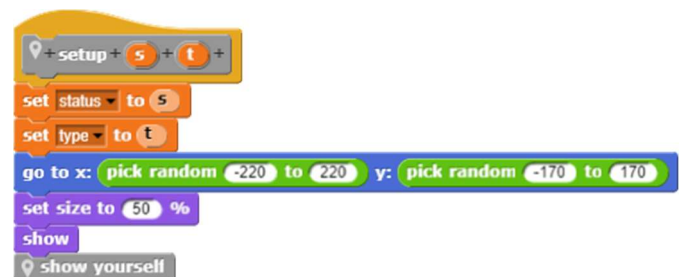 + setup + s + t +
set status to s
set type to t
go to x: pick random -220 to 220 y: pick random -170 to 170
set size to 50 %
show
show yourself